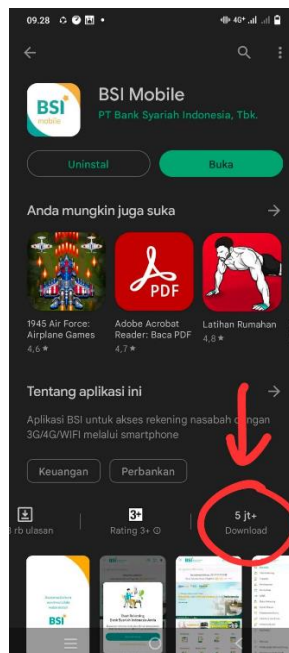 09.28
4G+
BSI Mobile
PT Bank Syariah Indonesia, Tbk.
BSI
mobile
Uninstal
Buka
Anda mungkin juga suka
PDF
1945 Air Force:
Airplane Games
4,6 ★
Adobe Acrobat
Reader: Baca PDF
4,7 ★
Latihan Rumahan
4,8 ★
Tentang aplikasi ini
Aplikasi BSI untuk akses rekening nasabah dengan
3G/4G/WIFI melalui smartphone
Keuangan
Perbankan
rb ulasan
3+
Rating 3+
5 jt+
Download
BSI